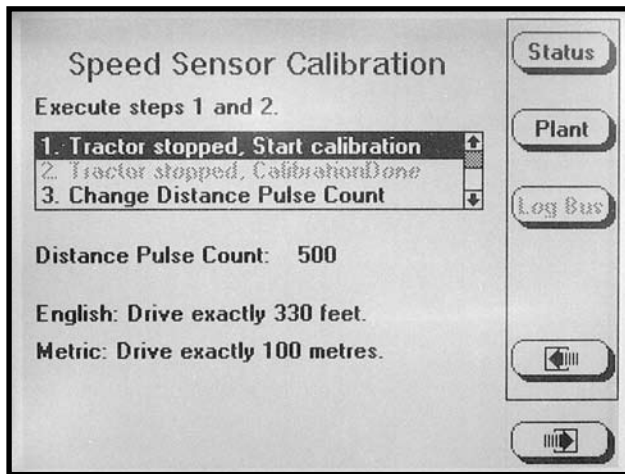 Speed Sensor Calibration
Execute steps 1 and 2.
1. Tractor stopped, Start calibration
2. Tractor stopped, CalibrationDone
3. Change Distance Pulse Count
Distance Pulse Count: 500
English: Drive exactly 330 feet.
Metric: Drive exactly 100 metres.
Status
Plant
Log Bus